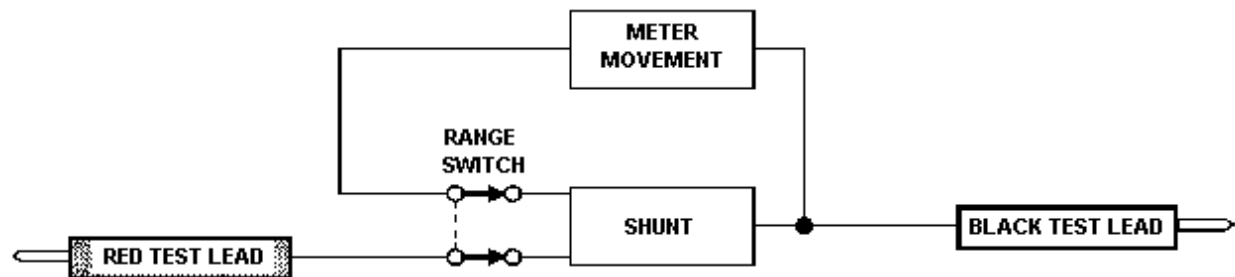 METER
MOVEMENT
RANGE
SWITCH
SHUNT
BLACK TEST LEAD
RED TEST LEAD